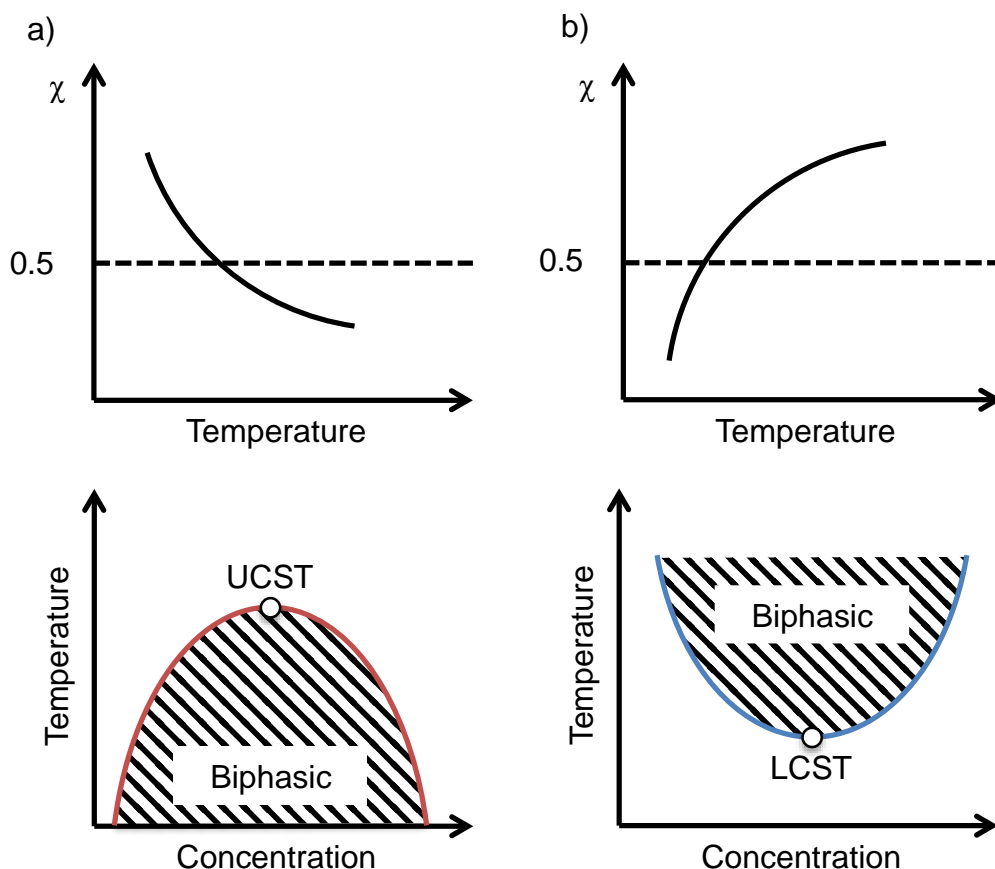 a)
χ
0.5
Temperature
b)
χ
0.5
Temperature
Temperature
UCST
Biphasic
Concentration
Temperature
Biphasic
LCST
Concentration